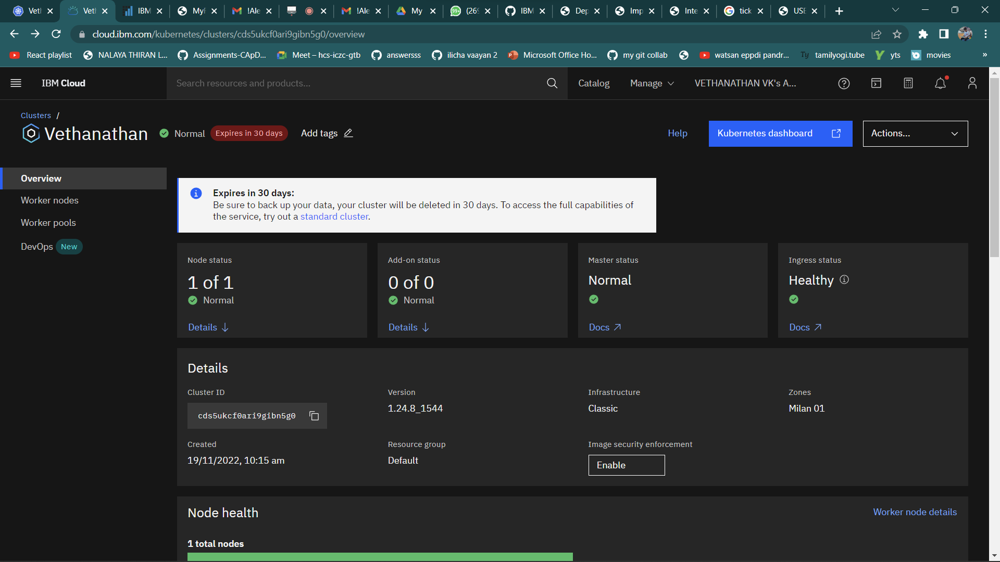 Vetl
Vetl
IBM
MyF
!Ale
!Ale
My
(269
IBM
Dep
Imp
Inte
tick
USE
cloud.ibm.com/kubernetes/clusters/cds5ukcf0ari9gibn5g0/overview
React playlist
NALAYA THIRAN L...
Assignments-CApD...
Meet – hcs-iczc-gtb
answersss
ilicha vaayan 2
Microsoft Office Ho...
my git collab
watsan eppdi pandr...
Ty tamilyogi.tube
yts
movies
»
IBM Cloud
Search resources and products...
Catalog
Manage
VETHANATHAN VK's A...
Clusters /
Vethanathan
Normal
Expires in 30 days
Add tags
Help
Kubernetes dashboard
Actions...
Overview
Worker nodes
Worker pools
DevOps New
Expires in 30 days:
Be sure to back up your data, your cluster will be deleted in 30 days. To access the full capabilities of
the service, try out a standard cluster.
Node status
1 of 1
Normal
Details
Add-on status
0 of 0
Normal
Details
Master status
Normal
Docs
Ingress status
Healthy
Docs
Details
Cluster ID
cds5ukcf0ari9gibn5g0
Version
1.24.8_1544
Infrastructure
Classic
Zones
Milan 01
Created
19/11/2022, 10:15 am
Resource group
Default
Image security enforcement
Enable
Node health
Worker node details
1 total nodes